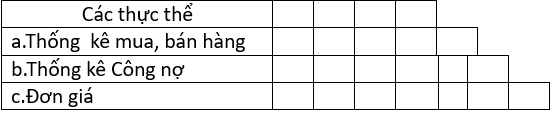 Các thực thể
a.Thống kê mua, bán hàng
b.Thống kê Công nợ
c.Đơn giá